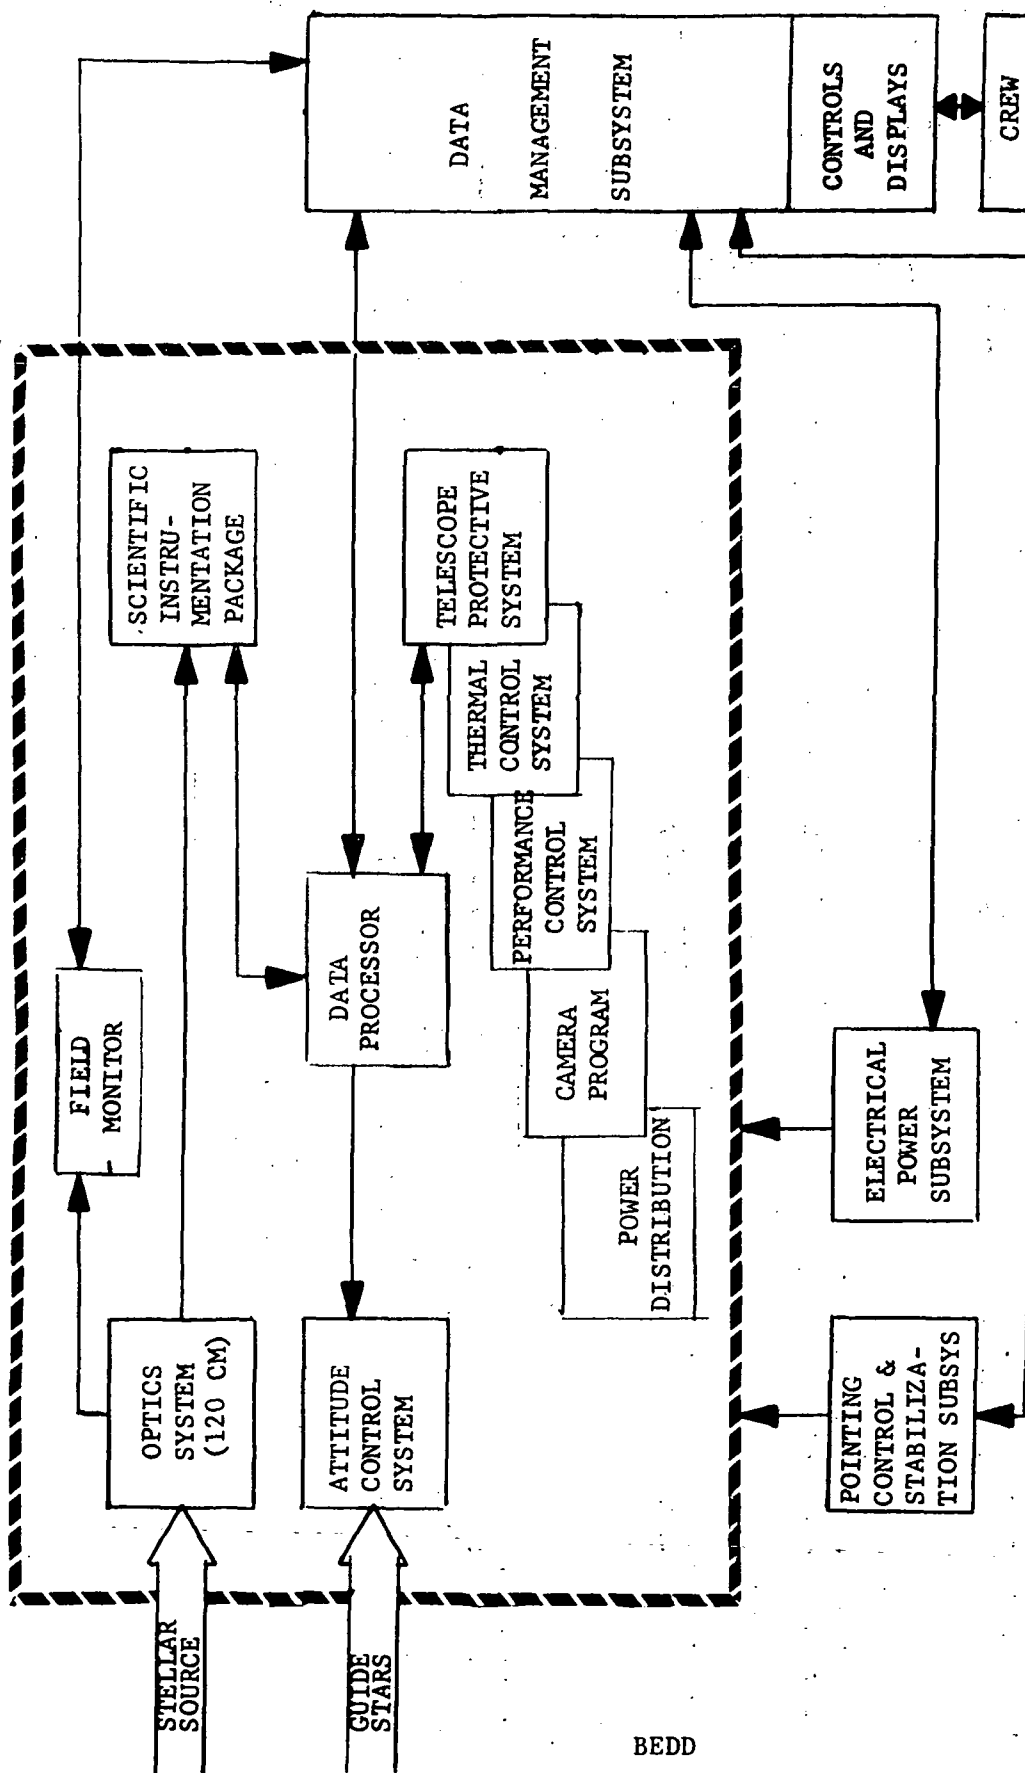 STELLAR
SOURCE
GUIDE
STARS
OPTICS
SYSTEM
(120 CM)
ATTITUDE
CONTROL
SYSTEM
FIELD
MONITOR
DATA
PROCESSOR
SCIENTIFIC
INSTRU-
MENTATION
PACKAGE
TELESCOPE
PROTECTIVE
SYSTEM
THERMAL
CONTROL
SYSTEM
PERFORMANCE
CONTROL
SYSTEM
CAMERA
PROGRAM
POWER
DISTRIBUTION
POINTING
CONTROL &
STABILIZA-
TION SUBSYS
ELECTRICAL
POWER
SUBSYSTEM
DATA
MANAGEMENT
SUBSYSTEM
CONTROLS
AND
DISPLAYS
CREW
BEDD